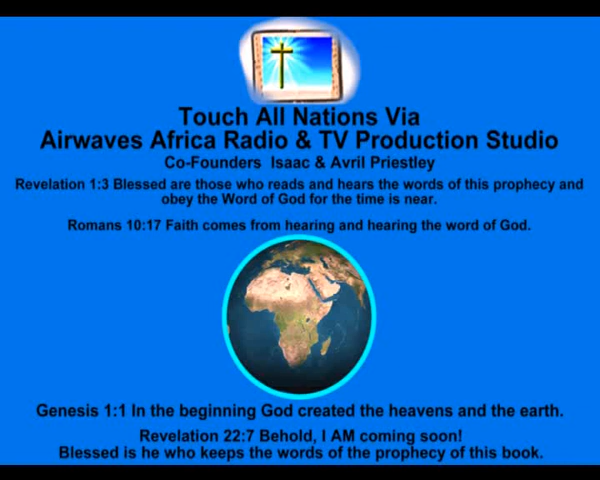 Touch All Nations Via
Airwaves Africa Radio & TV Production Studio
Co-Founders Isaac & Avril Priestley
Revelation 1:3 Blessed are those who reads and hears the words of this prophecy and
obey the Word of God for the time is near.
Romans 10:17 Faith comes from hearing and hearing the word of God.
Genesis 1:1 In the beginning God created the heavens and the earth.
Revelation 22:7 Behold, I AM coming soon!
Blessed is he who keeps the words of the prophecy of this book.